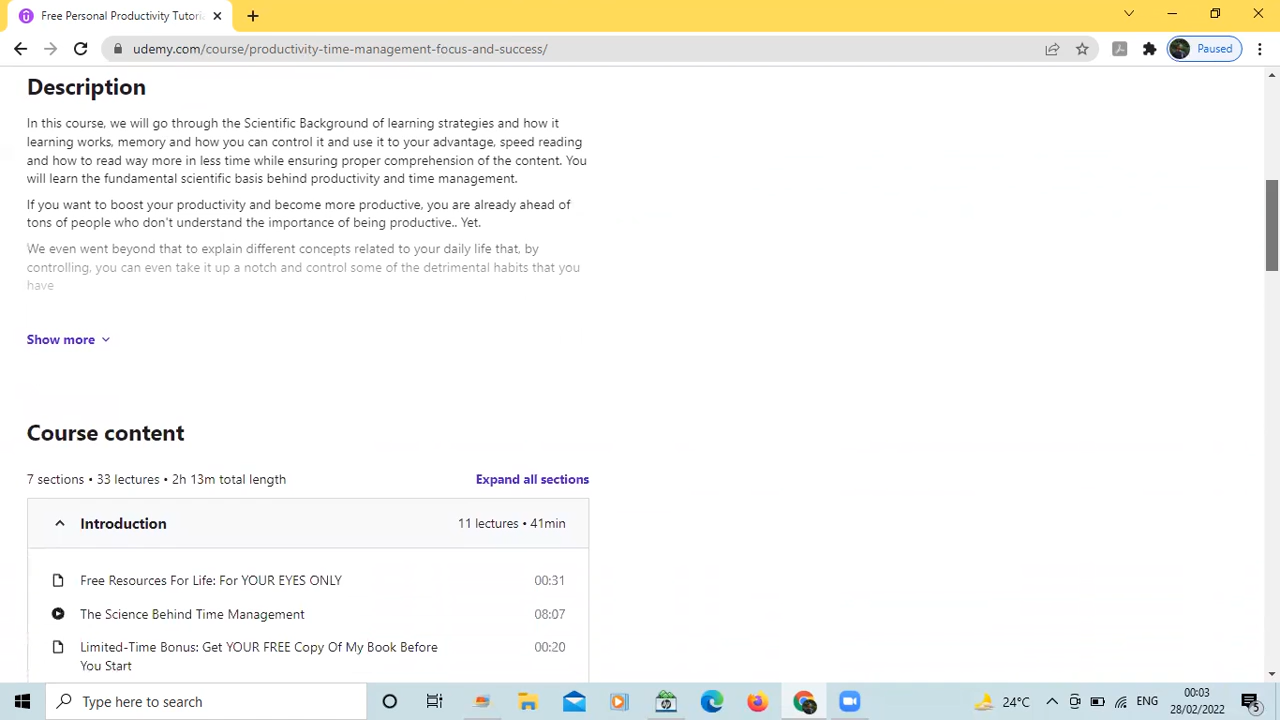 Free Personal Productivity Tutori
udemy.com/course/productivity-time-management-focus-and-success/
Paused
Description
In this course, we will go through the Scientific Background of learning strategies and how it
learning works, memory and how you can control it and use it to your advantage, speed reading
and how to read way more in less time while ensuring proper comprehension of the content. You
will learn the fundamental scientific basis behind productivity and time management.
If you want to boost your productivity and become more productive, you are already ahead of
tons of people who don't understand the importance of being productive.. Yet.
We even went beyond that to explain different concepts related to your daily life that, by
controlling, you can even take it up a notch and control some of the detrimental habits that you
have
Show more
Course content
7 sections • 33 lectures • 2h 13m total length
Expand all sections
Introduction
11 lectures • 41min
Free Resources For Life: For YOUR EYES ONLY
00:31
The Science Behind Time Management
08:07
Limited-Time Bonus: Get YOUR FREE Copy Of My Book Before
You Start
00:20
Type here to search
24°C
ENG
00:03
28/02/2022
5